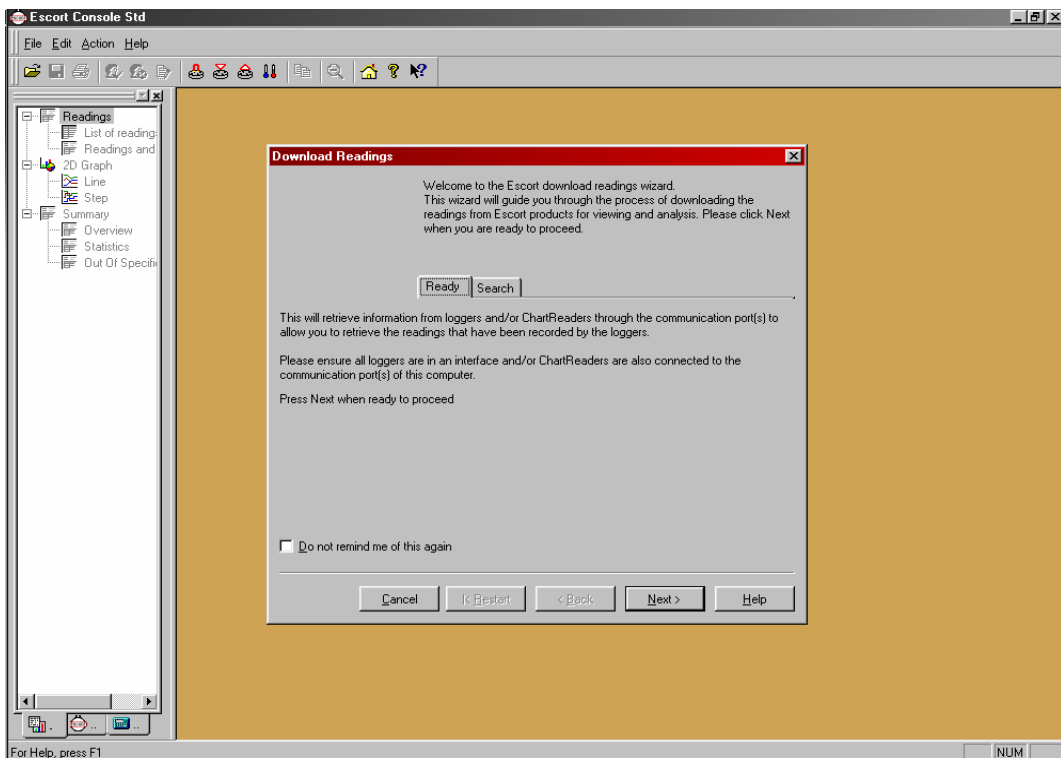 Escort Console Std
File Edit Action Help
Readings
List of reading
Readings and
2D Graph
Line
Step
Summary
Overview
Statistics
Out Of Specifi
Download Readings
Welcome to the Escort download readings wizard.
This wizard will guide you through the process of downloading the
readings from Escort products for viewing and analysis. Please click Next
when you are ready to proceed.
Ready Search
This will retrieve information from loggers and/or ChartReaders through the communication port(s) to
allow you to retrieve the readings that have been recorded by the loggers.
Please ensure all loggers are in an interface and/or ChartReaders are also connected to the
communication port(s) of this computer.
Press Next when ready to proceed
Do not remind me of this again
Cancel |< Restart < Back Next > Help
For Help, press F1 NUM